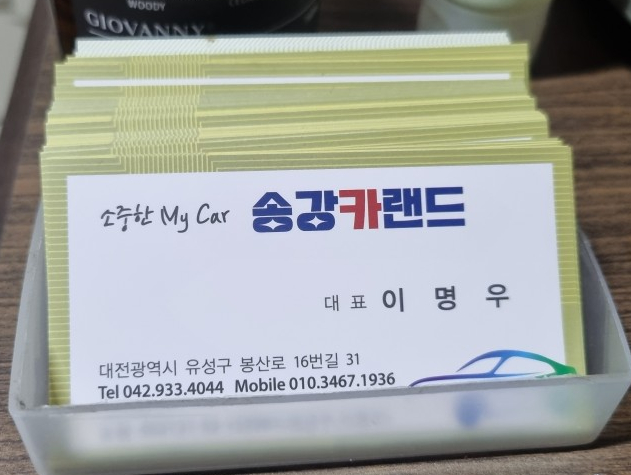 WOODY
GIOVANNY
소중한 My Car 송강카랜드
대 표 이 명 우
대전광역시 유성구 봉산로 16번길 31
Tel 042.933.4044 Mobile 010.3467.1936